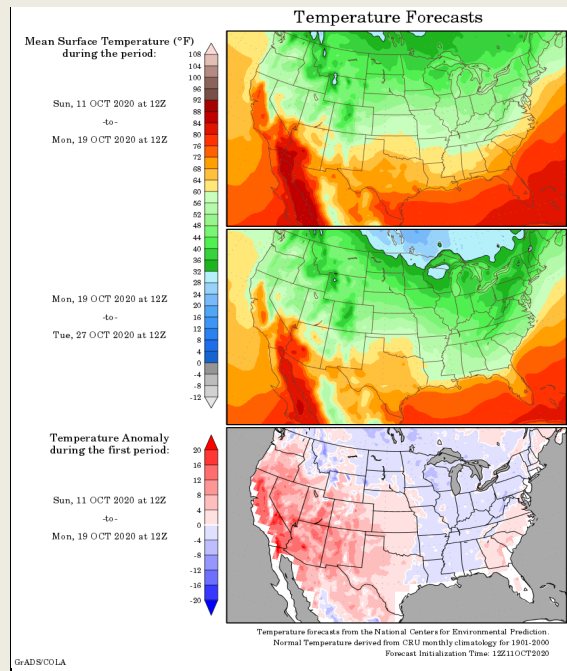 Temperature Forecasts
Mean Surface Temperature (°F)
during the period:
Sun, 11 OCT 2020 at 12Z
-to-
Mon, 19 OCT 2020 at 12Z
108
104
100
96
92
88
84
80
76
72
68
64
60
56
52
48
44
40
36
32
28
24
20
16
12
8
4
0
-4
-8
-12
Mon, 19 OCT 2020 at 12Z
-to-
Tue, 27 OCT 2020 at 12Z
Temperature Anomaly
during the first period:
Sun, 11 OCT 2020 at 12Z
-to-
Mon, 19 OCT 2020 at 12Z
20
16
12
8
4
0
-4
-8
-12
-16
-20
Temperature forecasts from the National Centers for Environmental Prediction.
Normal Temperature derived from CRU monthly climatology for 1901-2000
Forecast Initialization Time: 12Z11OCT2020
GrADS/COLA